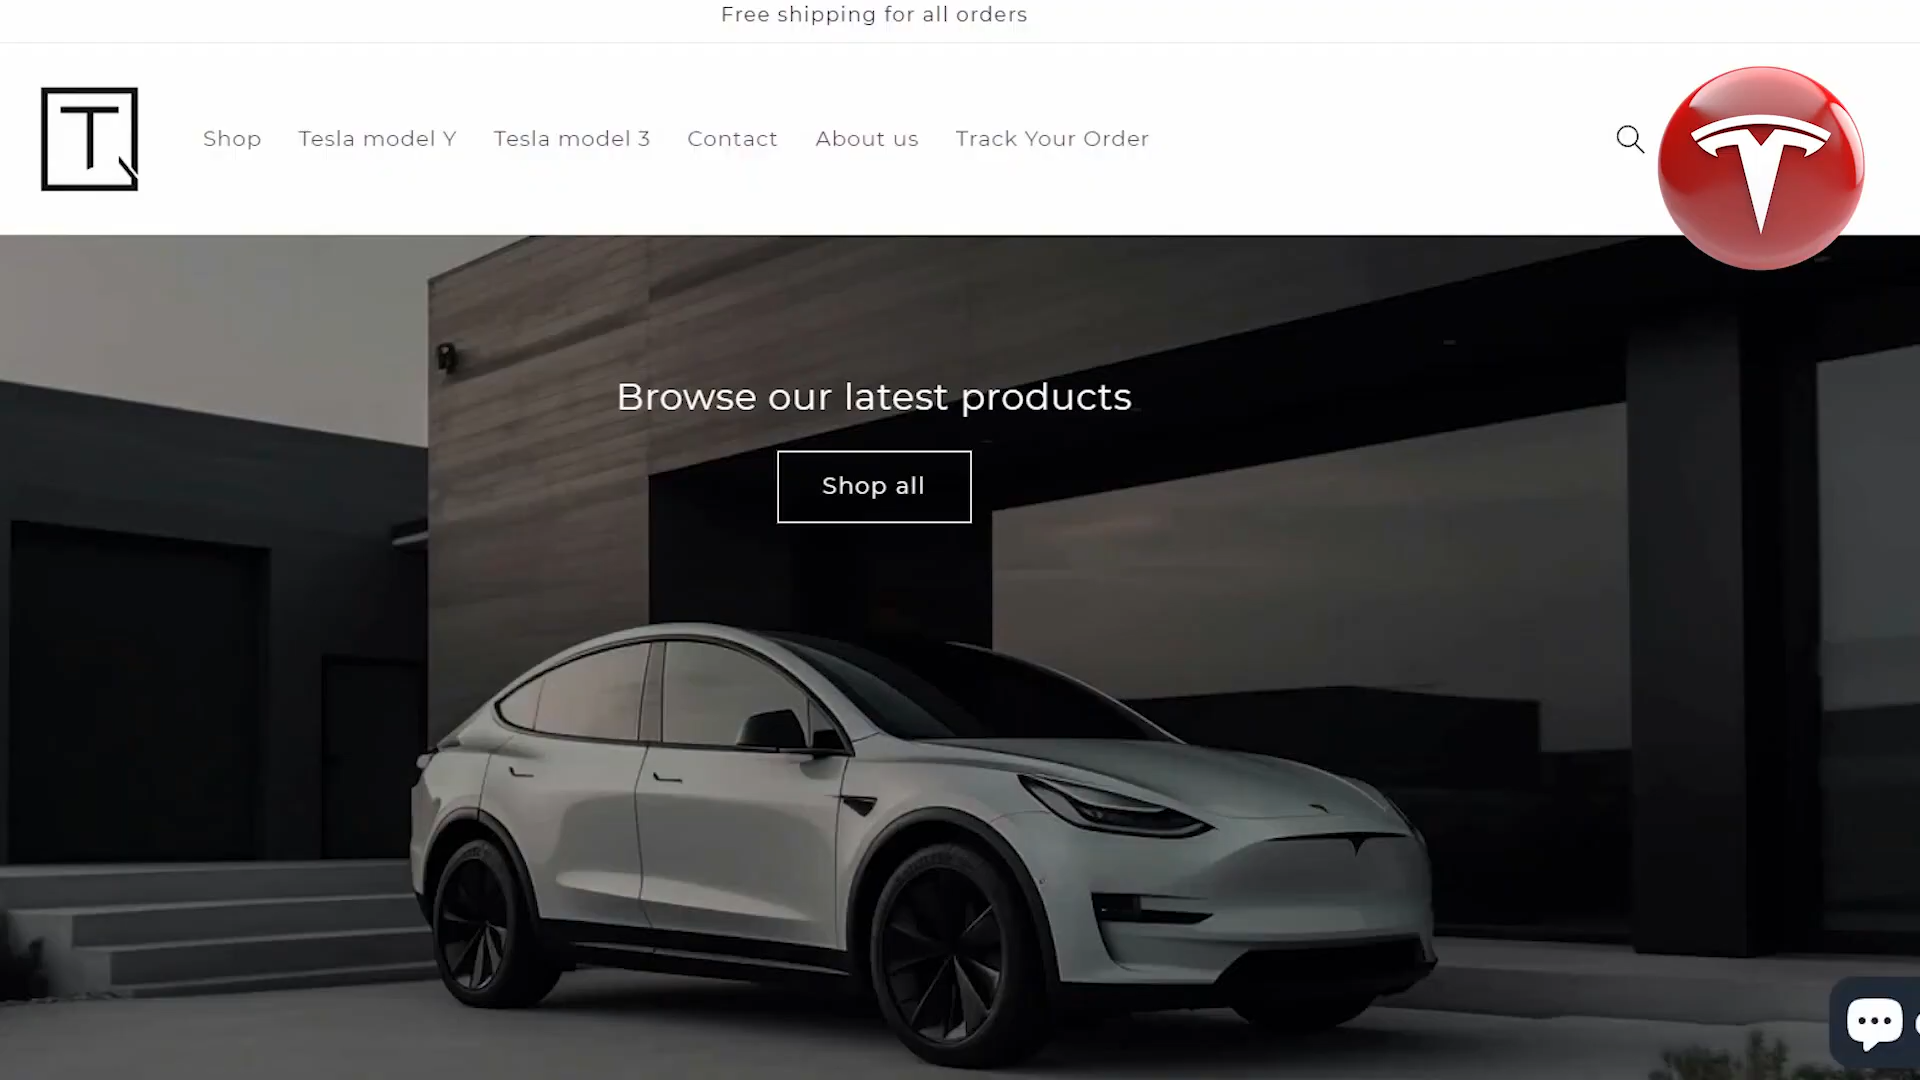 Free shipping for all orders
T
Shop Tesla model Y Tesla model 3 Contact About us Track Your Order
Browse our latest products
Shop all